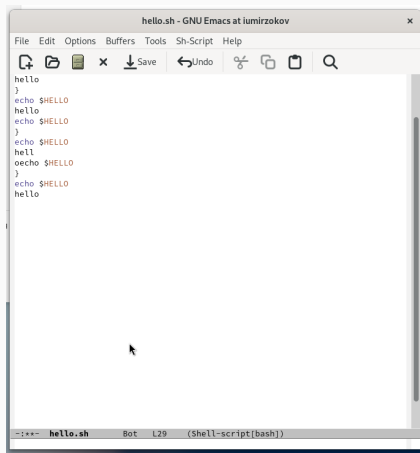 hello.sh - GNU Emacs at iumirzokov
File Edit Options Buffers Tools Sh-Script Help
Save Undo
hello
}
echo $HELLO
hello
echo $HELLO
}
echo $HELLO
hell
oecho $HELLO
}
echo $HELLO
hello
-:**- hello.sh Bot L29 (Shell-script[bash])